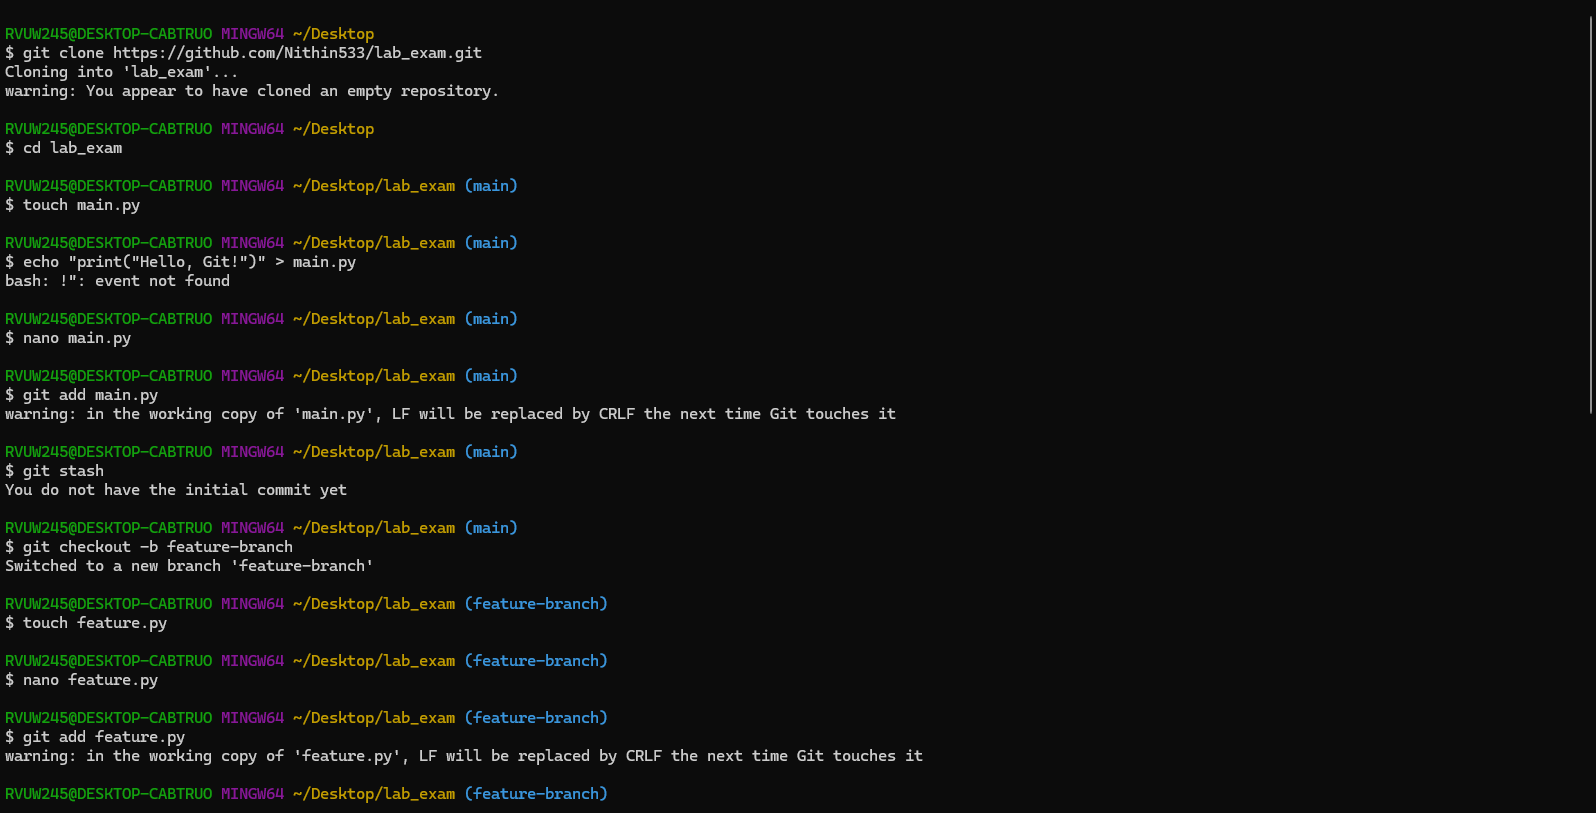 RVUW245@DESKTOP-CABTRUO MINGW64 ~/Desktop
$ git clone https://github.com/Nithin533/lab_exam.git
Cloning into 'lab_exam'...
warning: You appear to have cloned an empty repository.
RVUW245@DESKTOP-CABTRUO MINGW64 ~/Desktop
$ cd lab_exam
RVUW245@DESKTOP-CABTRUO MINGW64 ~/Desktop/lab_exam (main)
$ touch main.py
RVUW245@DESKTOP-CABTRUO MINGW64 ~/Desktop/lab_exam (main)
$ echo "print("Hello, Git!")" > main.py
bash: !": event not found
RVUW245@DESKTOP-CABTRUO MINGW64 ~/Desktop/lab_exam (main)
$ nano main.py
RVUW245@DESKTOP-CABTRUO MINGW64 ~/Desktop/lab_exam (main)
$ git add main.py
warning: in the working copy of 'main.py', LF will be replaced by CRLF the next time Git touches it
RVUW245@DESKTOP-CABTRUO MINGW64 ~/Desktop/lab_exam (main)
$ git stash
You do not have the initial commit yet
RVUW245@DESKTOP-CABTRUO MINGW64 ~/Desktop/lab_exam (main)
$ git checkout -b feature-branch
Switched to a new branch 'feature-branch'
RVUW245@DESKTOP-CABTRUO MINGW64 ~/Desktop/lab_exam (feature-branch)
$ touch feature.py
RVUW245@DESKTOP-CABTRUO MINGW64 ~/Desktop/lab_exam (feature-branch)
$ nano feature.py
RVUW245@DESKTOP-CABTRUO MINGW64 ~/Desktop/lab_exam (feature-branch)
$ git add feature.py
warning: in the working copy of 'feature.py', LF will be replaced by CRLF the next time Git touches it
RVUW245@DESKTOP-CABTRUO MINGW64 ~/Desktop/lab_exam (feature-branch)